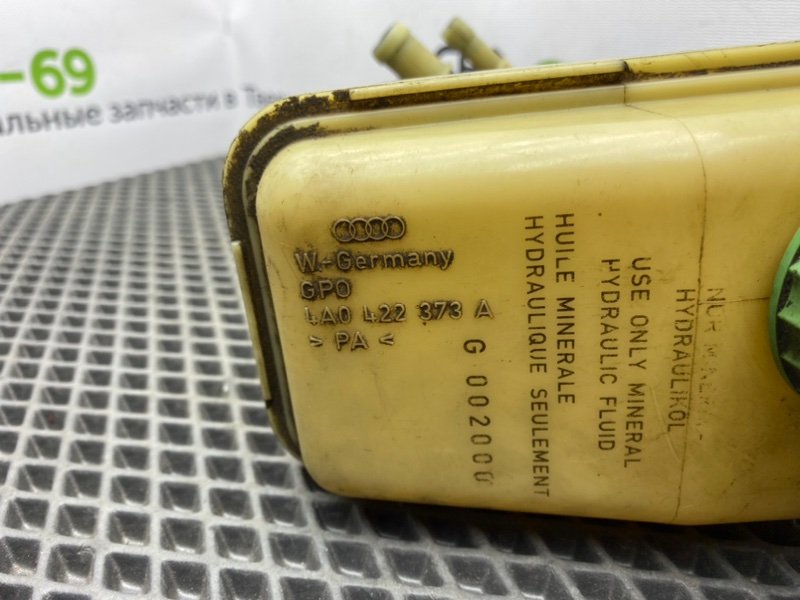 -69
альные запчасти в
W.-Germany
GPO
4A0 422 373 A
> PA <
G 002000
HUILE MINERALE
HYDRAULIQUE SEULEMENT
USE ONLY MINERAL
HYDRAULIC FLUID
NUR
HYDRAULIKÖL